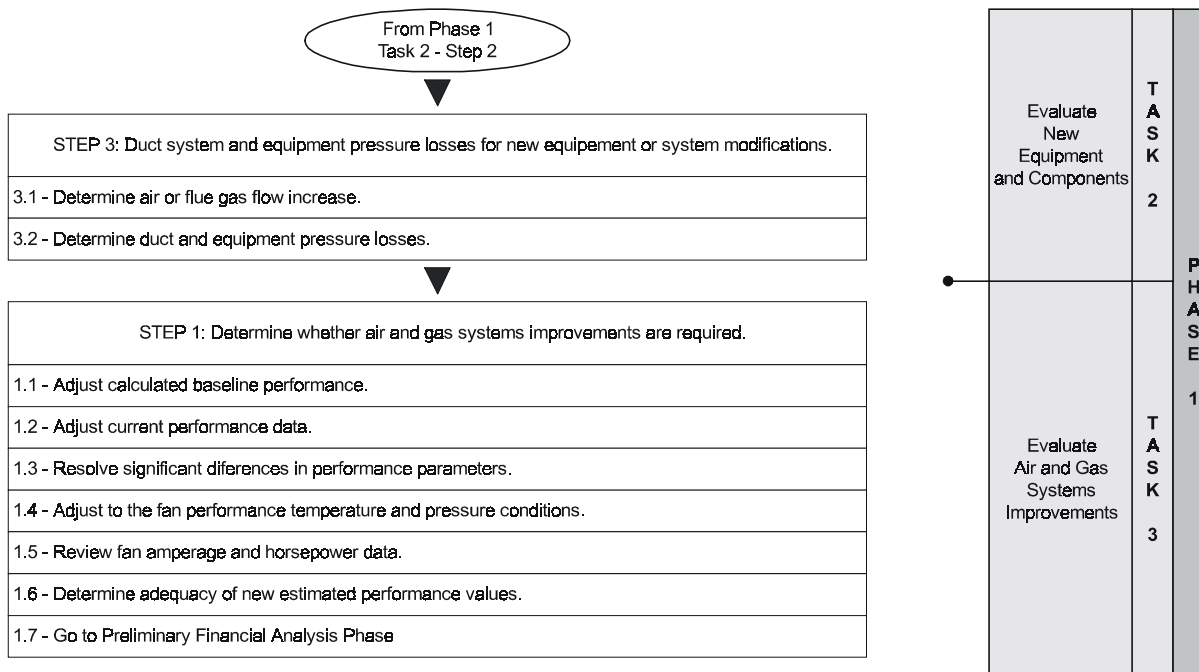 From Phase 1
Task 2 - Step 2
STEP 3: Duct system and equipment pressure losses for new equipement or system modifications.
3.1 - Determine air or flue gas flow increase.
3.2 - Determine duct and equipment pressure losses.
STEP 1: Determine whether air and gas systems improvements are required.
1.1 - Adjust calculated baseline performance.
1.2 - Adjust current performance data.
1.3 - Resolve significant diferences in performance parameters.
1.4 - Adjust to the fan performance temperature and pressure conditions.
1.5 - Review fan amperage and horsepower data.
1.6 - Determine adequacy of new estimated performance values.
1.7 - Go to Preliminary Financial Analysis Phase
Evaluate
New
Equipment
and Components
TASK 2
Evaluate
Air and Gas
Systems
Improvements
TASK 3
PHASE 1